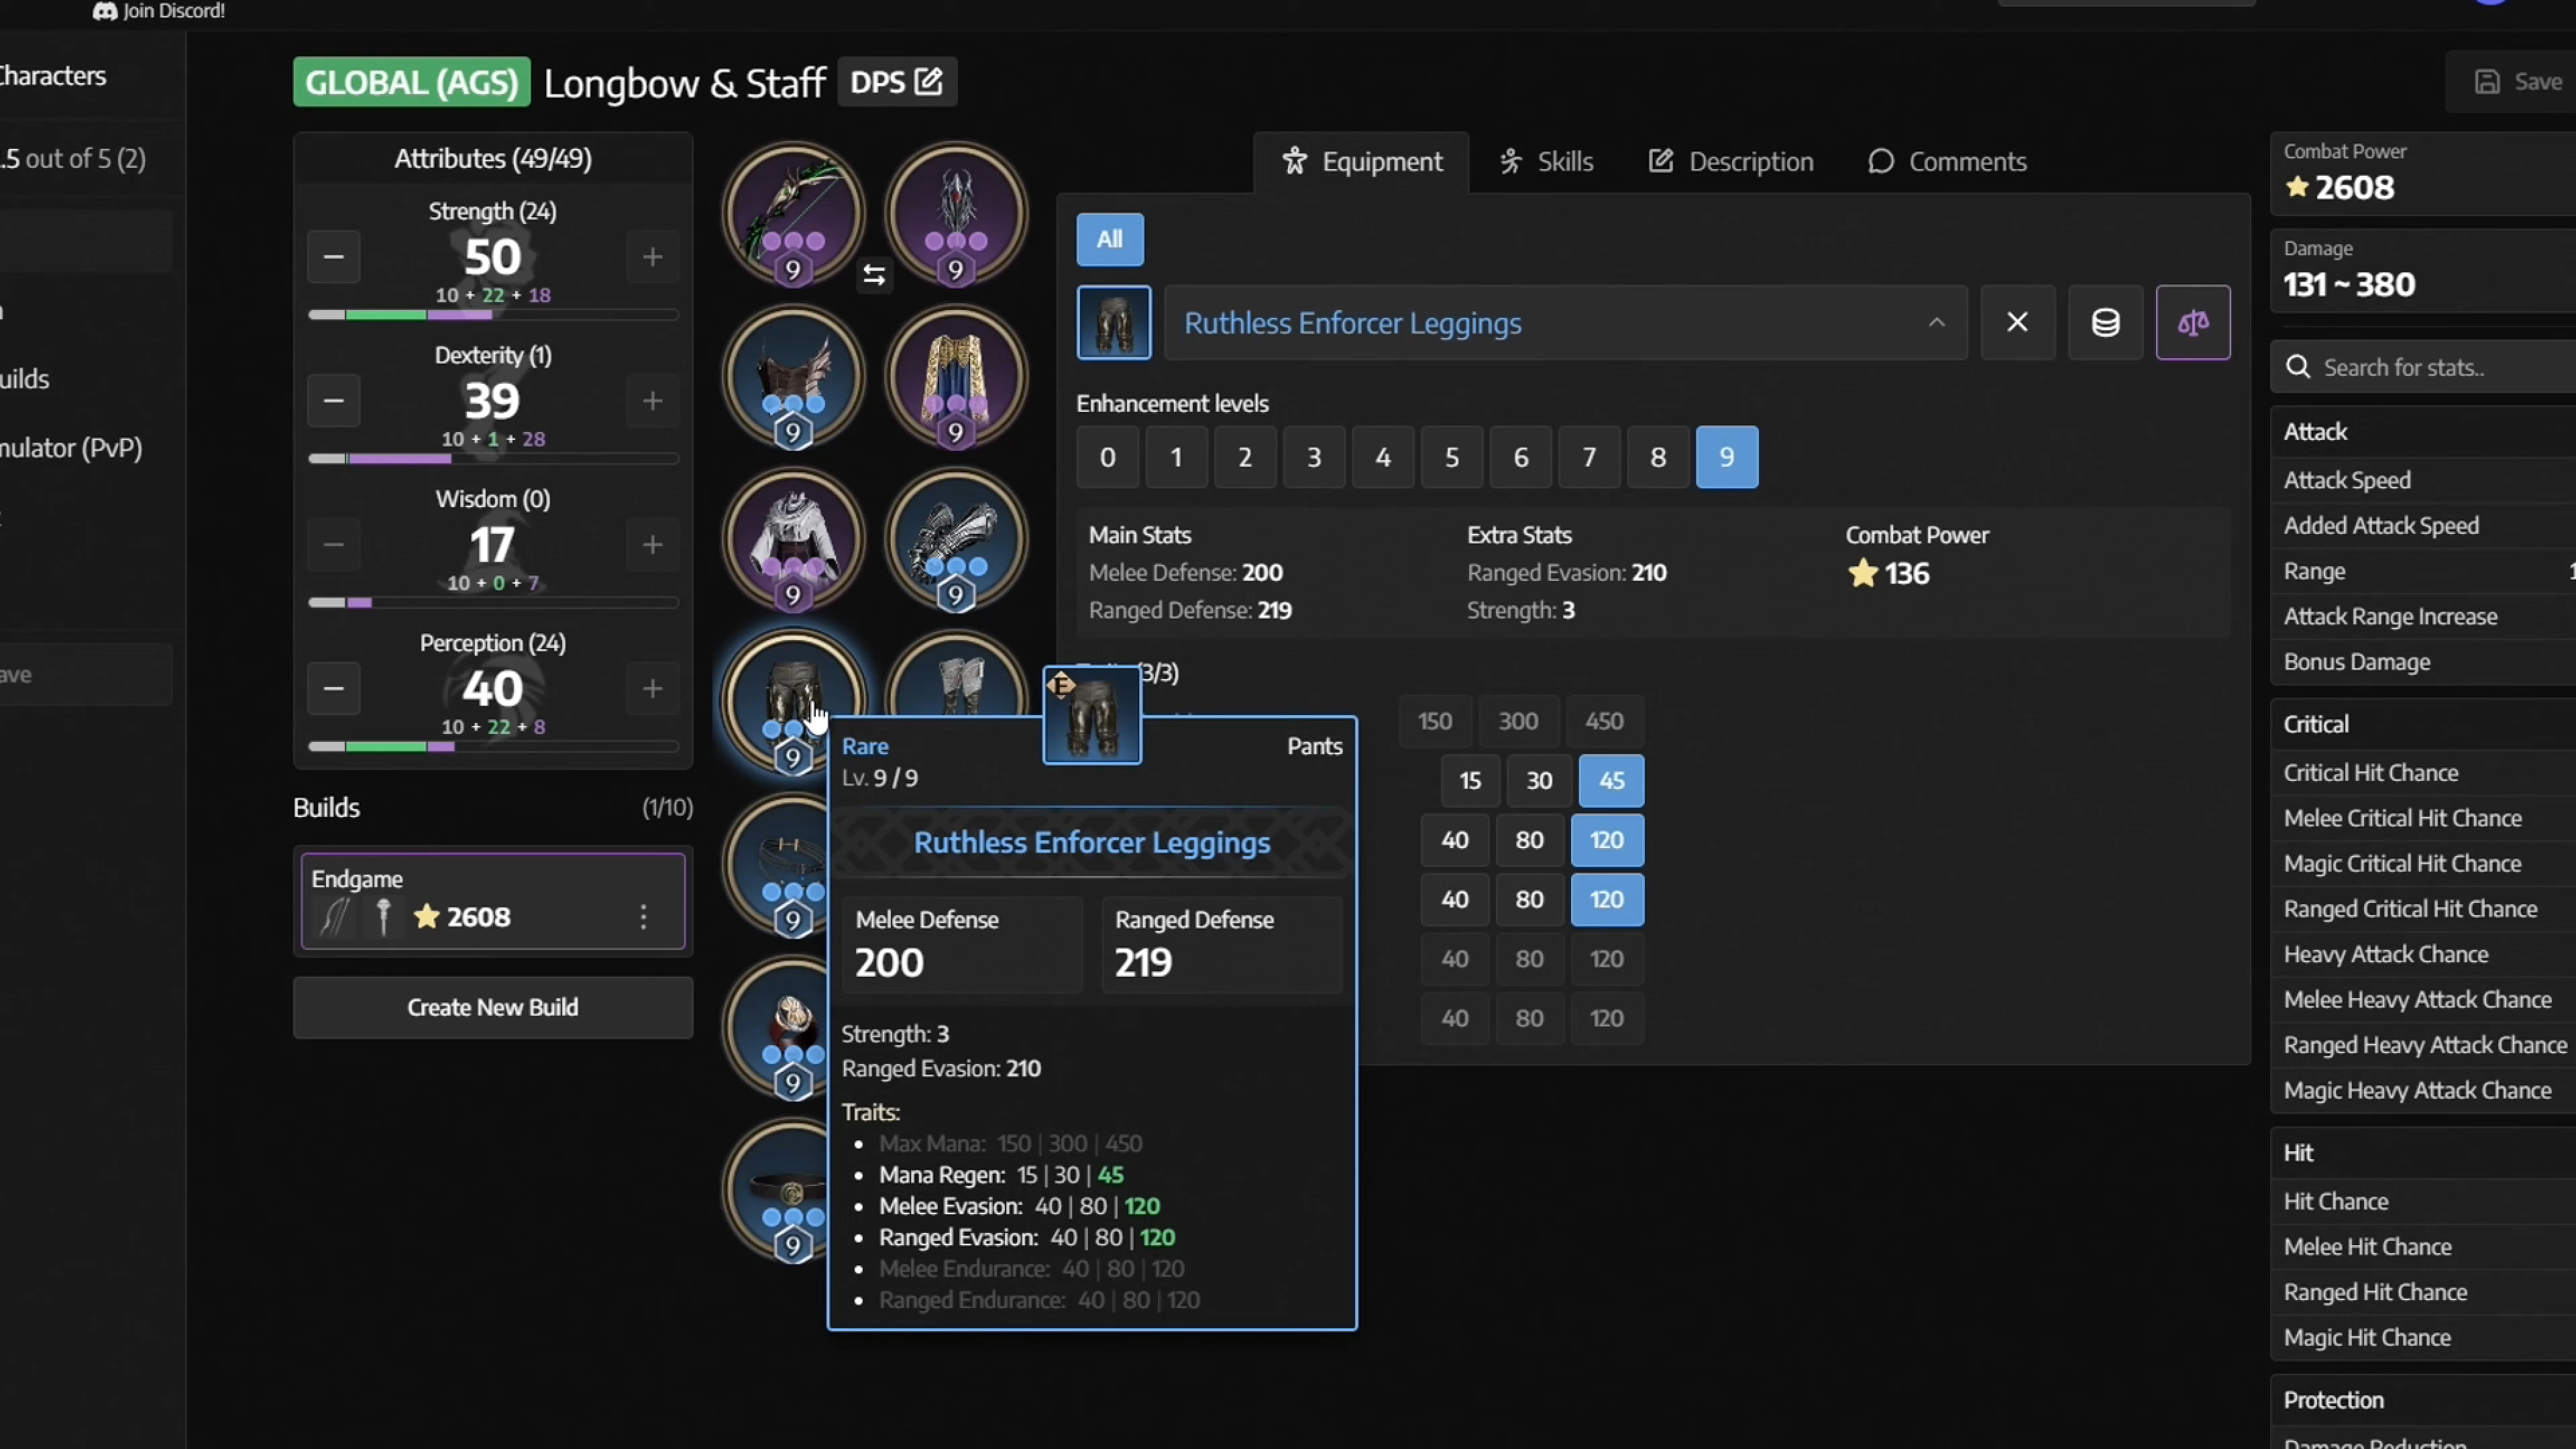 Join Discord!
Characters
.5 out of 5 (2)
uilds
mulator (PvP)
GLOBAL (AGS) Longbow & Staff DPS
Save
Attributes (49/49)
Strength (24)
50
10 + 22 + 18
Dexterity (1)
39
10 + 1 + 28
Wisdom (0)
17
10 + 0 + 7
Perception (24)
40
10 + 22 + 8
Builds (1/10)
Endgame
2608
Create New Build
9 9
9 9
9 9
9
9
9
9
Equipment Skills Description Comments
All
Ruthless Enforcer Leggings
Enhancement levels
0 1 2 3 4 5 6 7 8 9
Main Stats Extra Stats Combat Power
Melee Defense: 200 Ranged Evasion: 210 136
Ranged Defense: 219 Strength: 3
(3/3)
150 300 450
15 30 45
40 80 120
40 80 120
40 80 120
40 80 120
E
Rare Pants
Lv. 9 / 9
Ruthless Enforcer Leggings
Melee Defense Ranged Defense
200 219
Strength: 3
Ranged Evasion: 210
Traits:
• Max Mana: 150 | 300 | 450
• Mana Regen: 15 | 30 | 45
• Melee Evasion: 40 | 80 | 120
• Ranged Evasion: 40 | 80 | 120
• Melee Endurance: 40 | 80 | 120
• Ranged Endurance: 40 | 80 | 120
Combat Power
2608
Damage
131 ~ 380
Search for stats..
Attack
Attack Speed
Added Attack Speed
Range
Attack Range Increase
Bonus Damage
Critical
Critical Hit Chance
Melee Critical Hit Chance
Magic Critical Hit Chance
Ranged Critical Hit Chance
Heavy Attack Chance
Melee Heavy Attack Chance
Ranged Heavy Attack Chance
Magic Heavy Attack Chance
Hit
Hit Chance
Melee Hit Chance
Ranged Hit Chance
Magic Hit Chance
Protection
Damage Reduction